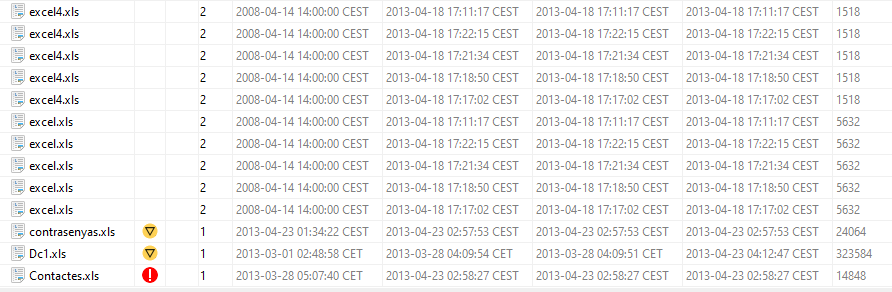 excel4.xls 2 2008-04-14 14:00:00 CEST 2013-04-18 17:11:17 CEST 2013-04-18 17:11:17 CEST 2013-04-18 17:11:17 CEST 1518
excel4.xls 2 2008-04-14 14:00:00 CEST 2013-04-18 17:22:15 CEST 2013-04-18 17:22:15 CEST 2013-04-18 17:22:15 CEST 1518
excel4.xls 2 2008-04-14 14:00:00 CEST 2013-04-18 17:21:34 CEST 2013-04-18 17:21:34 CEST 2013-04-18 17:21:34 CEST 1518
excel4.xls 2 2008-04-14 14:00:00 CEST 2013-04-18 17:18:50 CEST 2013-04-18 17:18:50 CEST 2013-04-18 17:18:50 CEST 1518
excel4.xls 2 2008-04-14 14:00:00 CEST 2013-04-18 17:17:02 CEST 2013-04-18 17:17:02 CEST 2013-04-18 17:17:02 CEST 1518
excel.xls 2 2008-04-14 14:00:00 CEST 2013-04-18 17:11:17 CEST 2013-04-18 17:11:17 CEST 2013-04-18 17:11:17 CEST 5632
excel.xls 2 2008-04-14 14:00:00 CEST 2013-04-18 17:22:15 CEST 2013-04-18 17:22:15 CEST 2013-04-18 17:22:15 CEST 5632
excel.xls 2 2008-04-14 14:00:00 CEST 2013-04-18 17:21:34 CEST 2013-04-18 17:21:34 CEST 2013-04-18 17:21:34 CEST 5632
excel.xls 2 2008-04-14 14:00:00 CEST 2013-04-18 17:18:50 CEST 2013-04-18 17:18:50 CEST 2013-04-18 17:18:50 CEST 5632
excel.xls 2 2008-04-14 14:00:00 CEST 2013-04-18 17:17:02 CEST 2013-04-18 17:17:02 CEST 2013-04-18 17:17:02 CEST 5632
contrasenyas.xls 1 2013-04-23 01:34:22 CEST 2013-04-23 02:57:53 CEST 2013-04-23 02:57:53 CEST 2013-04-23 02:57:53 CEST 24064
Dc1.xls 1 2013-03-01 02:48:58 CET 2013-03-28 04:09:54 CET 2013-03-28 04:09:51 CET 2013-04-23 04:12:47 CEST 323584
Contactes.xls 1 2013-03-28 05:07:40 CET 2013-04-23 02:58:27 CEST 2013-04-23 02:58:27 CEST 2013-04-23 02:58:27 CEST 14848